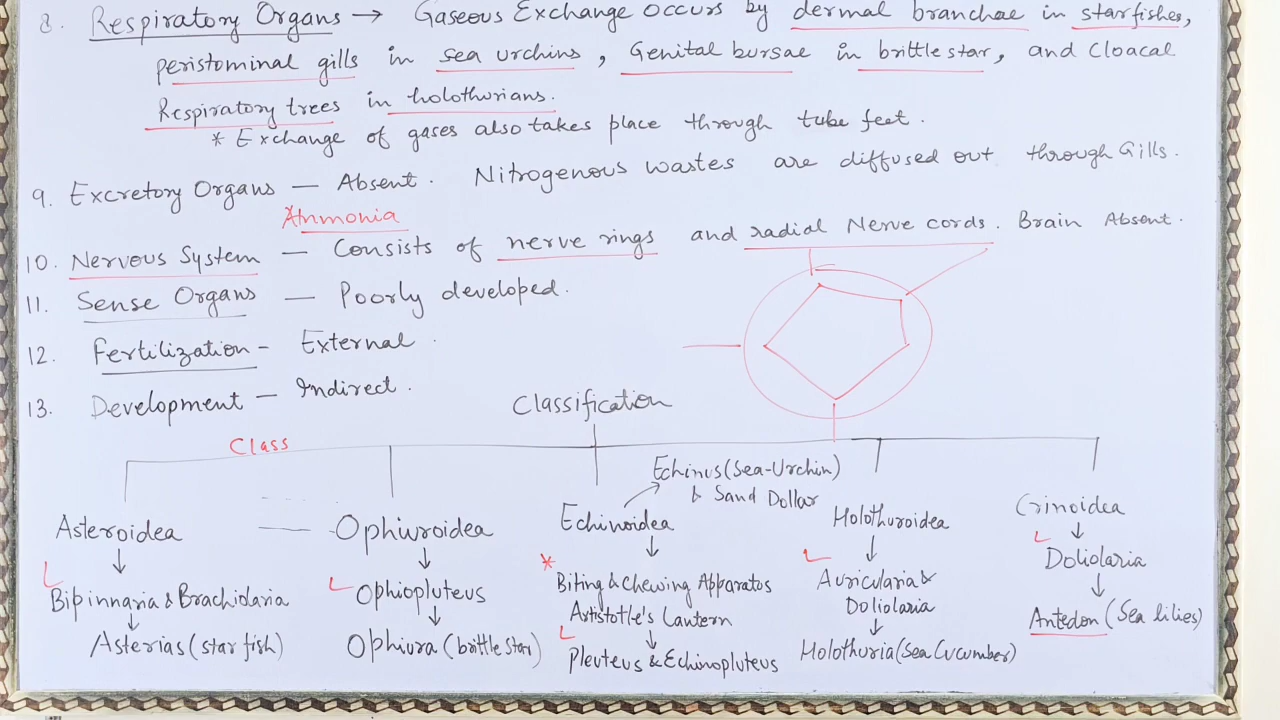 8. Respiratory Organs → Gaseous Exchange occurs by dermal branchae in starfishes,
peristominal gills in sea urchins, Genital bursae in brittle star, and Cloacal
Respiratory trees in holothurians.
* Exchange of gases also takes place through tube feet.
9. Excretory Organs — Absent. Nitrogenous wastes are diffused out through Gills.
Ammonia
10. Nervous System — Consists of nerve rings and radial Nerve cords. Brain Absent.
11. Sense Organs — Poorly developed.
12. Fertilization - External.
13. Development — Indirect.
Classification
Class
Echinus (Sea-Urchin)
& Sand Dollar
Asteroidea Ophiuroidea Echinoidea Holothuroidea Crinoidea
↓ ↓ ↓ ↓ ↓
Bipinnaria & Brachidaria Ophiopluteus * Biting & Chewing Apparatos Auricularia & Doliolaria
Aristotle's Lantern Doliolaria
↓ ↓ ↓ ↓ ↓
Asterias (star fish) Ophiura (brittle star) Pleuteus & Echinopluteus Holothuria (Sea Cucumber) Antedon (Sea lilies)